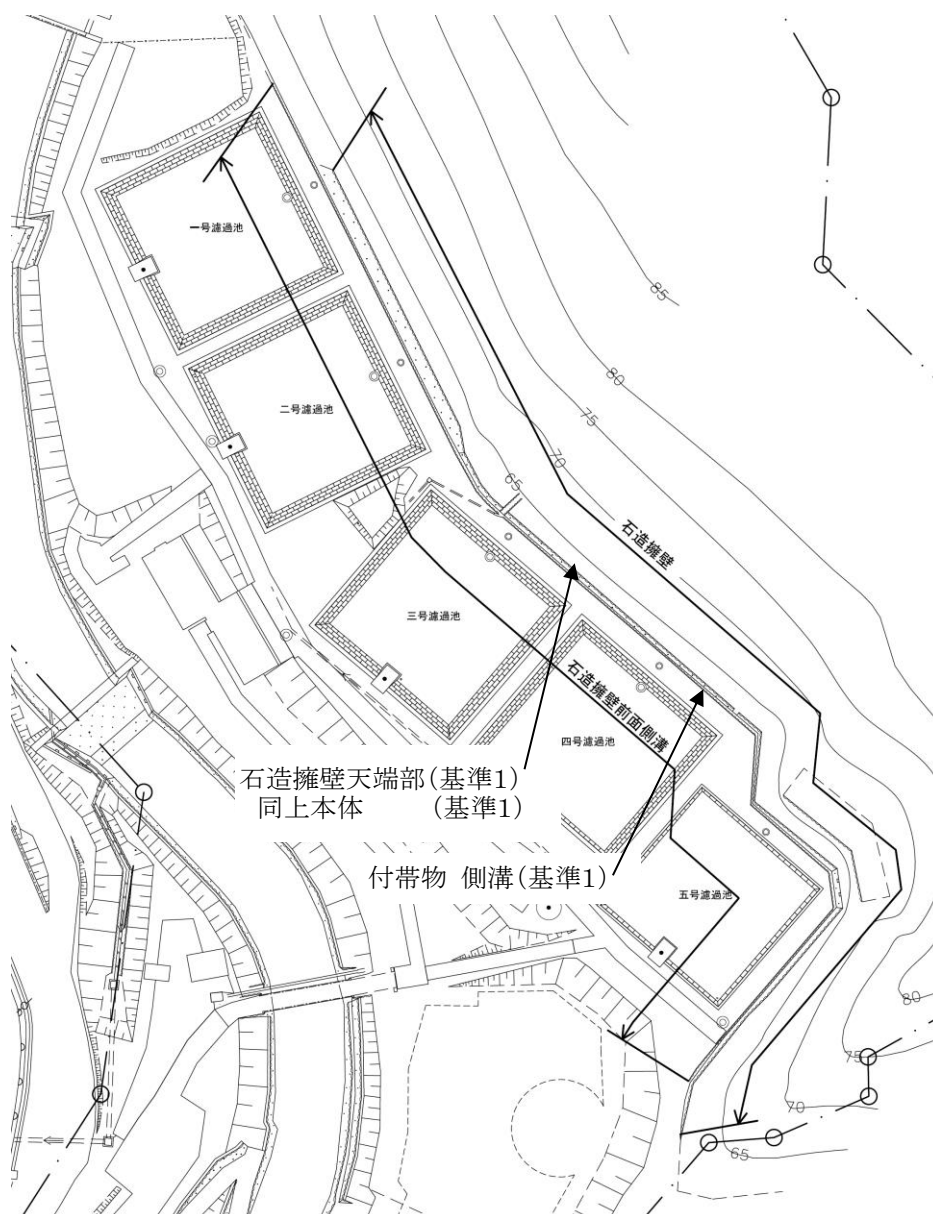 一号濾過池
85
80
二号濾過池
75
70
65
石造擁壁
三号濾過池
石造擁壁前面側溝
四号濾過池
石造擁壁天端部(基準1)
同上本体 (基準1)
付帯物 側溝(基準1)
五号濾過池
80
75
70
65